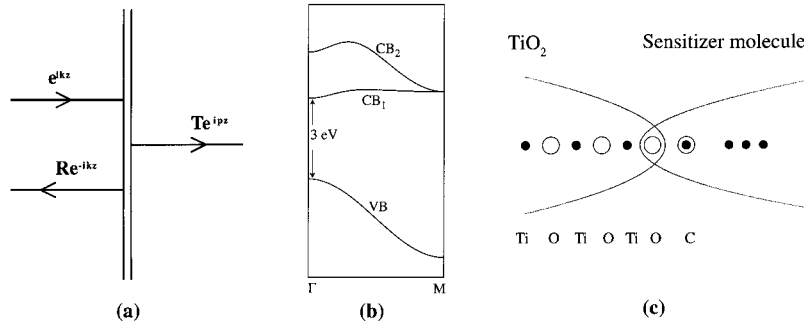 e^{ikz}
Te^{ipz}
Re^{-ikz}
(a)
CB₂
CB₁
3 eV
VB
Γ M
(b)
TiO₂ Sensitizer molecule
Ti O Ti O Ti O C
(c)